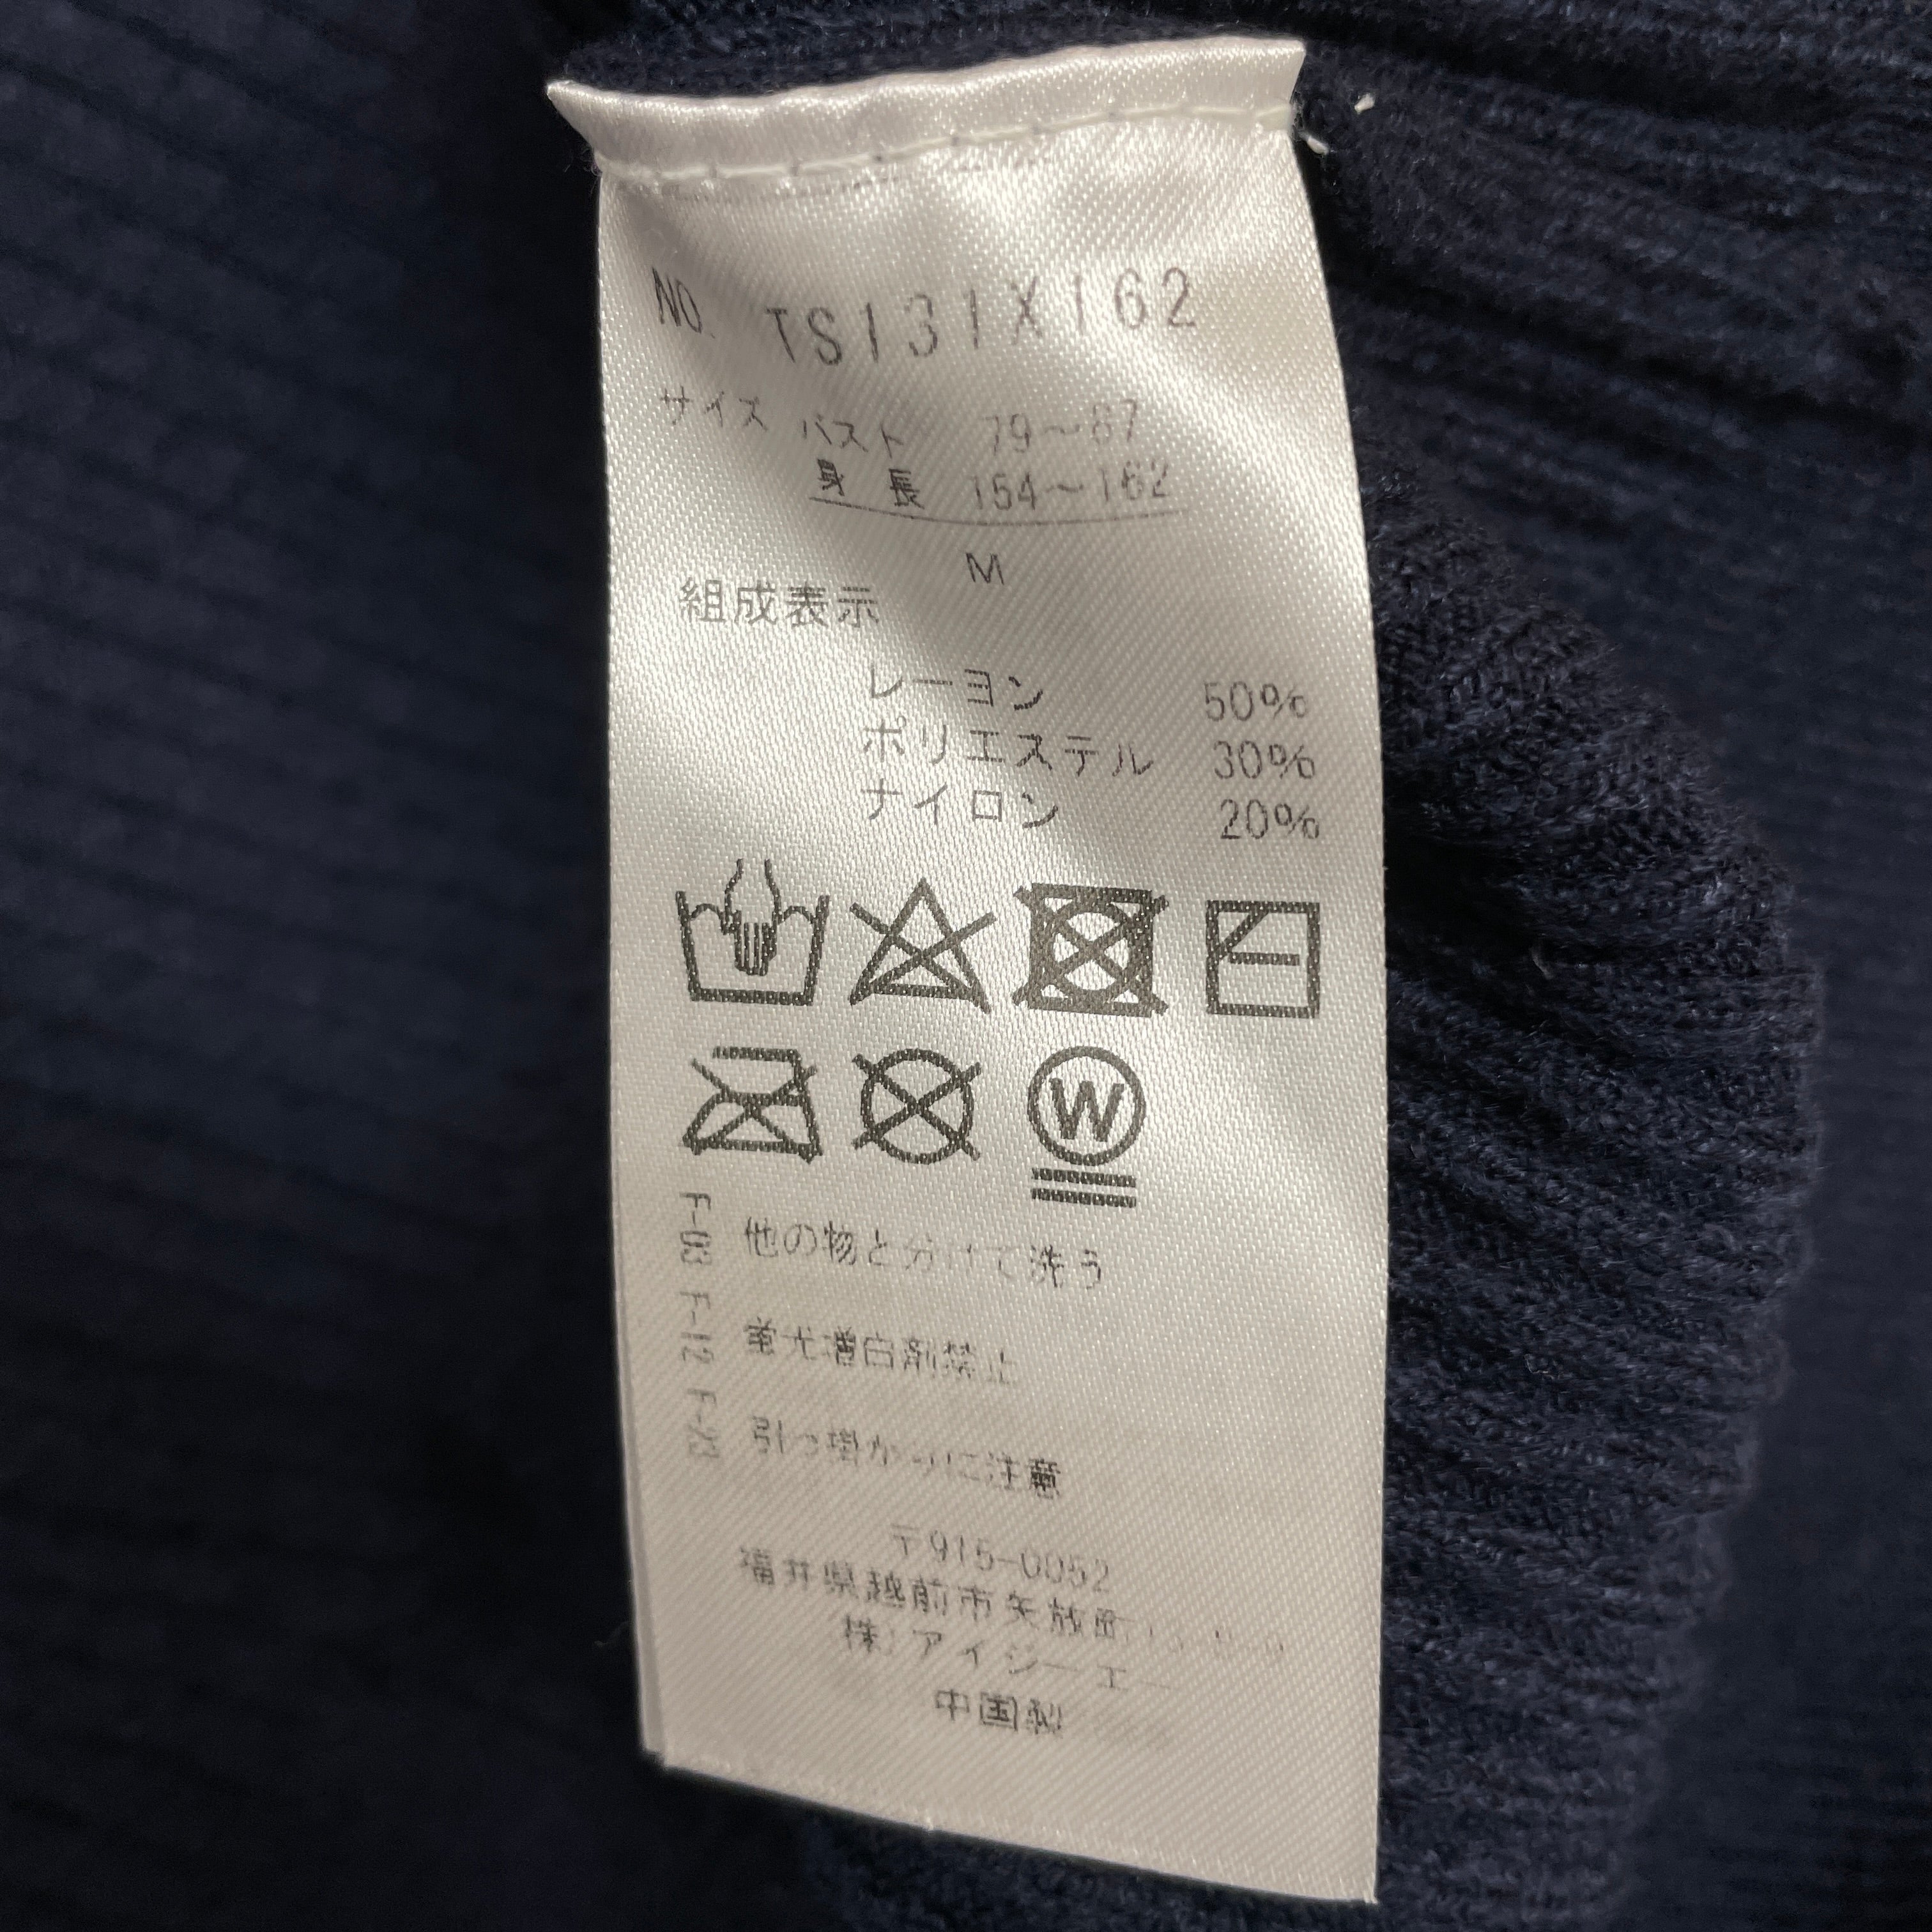 NO. TS131X162
サイズ バスト 79〜87
身長 154〜162
M
組成表示
レーヨン 50%
ポリエステル 30%
ナイロン 20%
W
F-03 他の物と分けて洗う
F-12 蛍光増白剤禁止
F-23 引っ掛かりに注意
〒915-0052
福井県越前市矢放町
株)アイジーエー
中国製